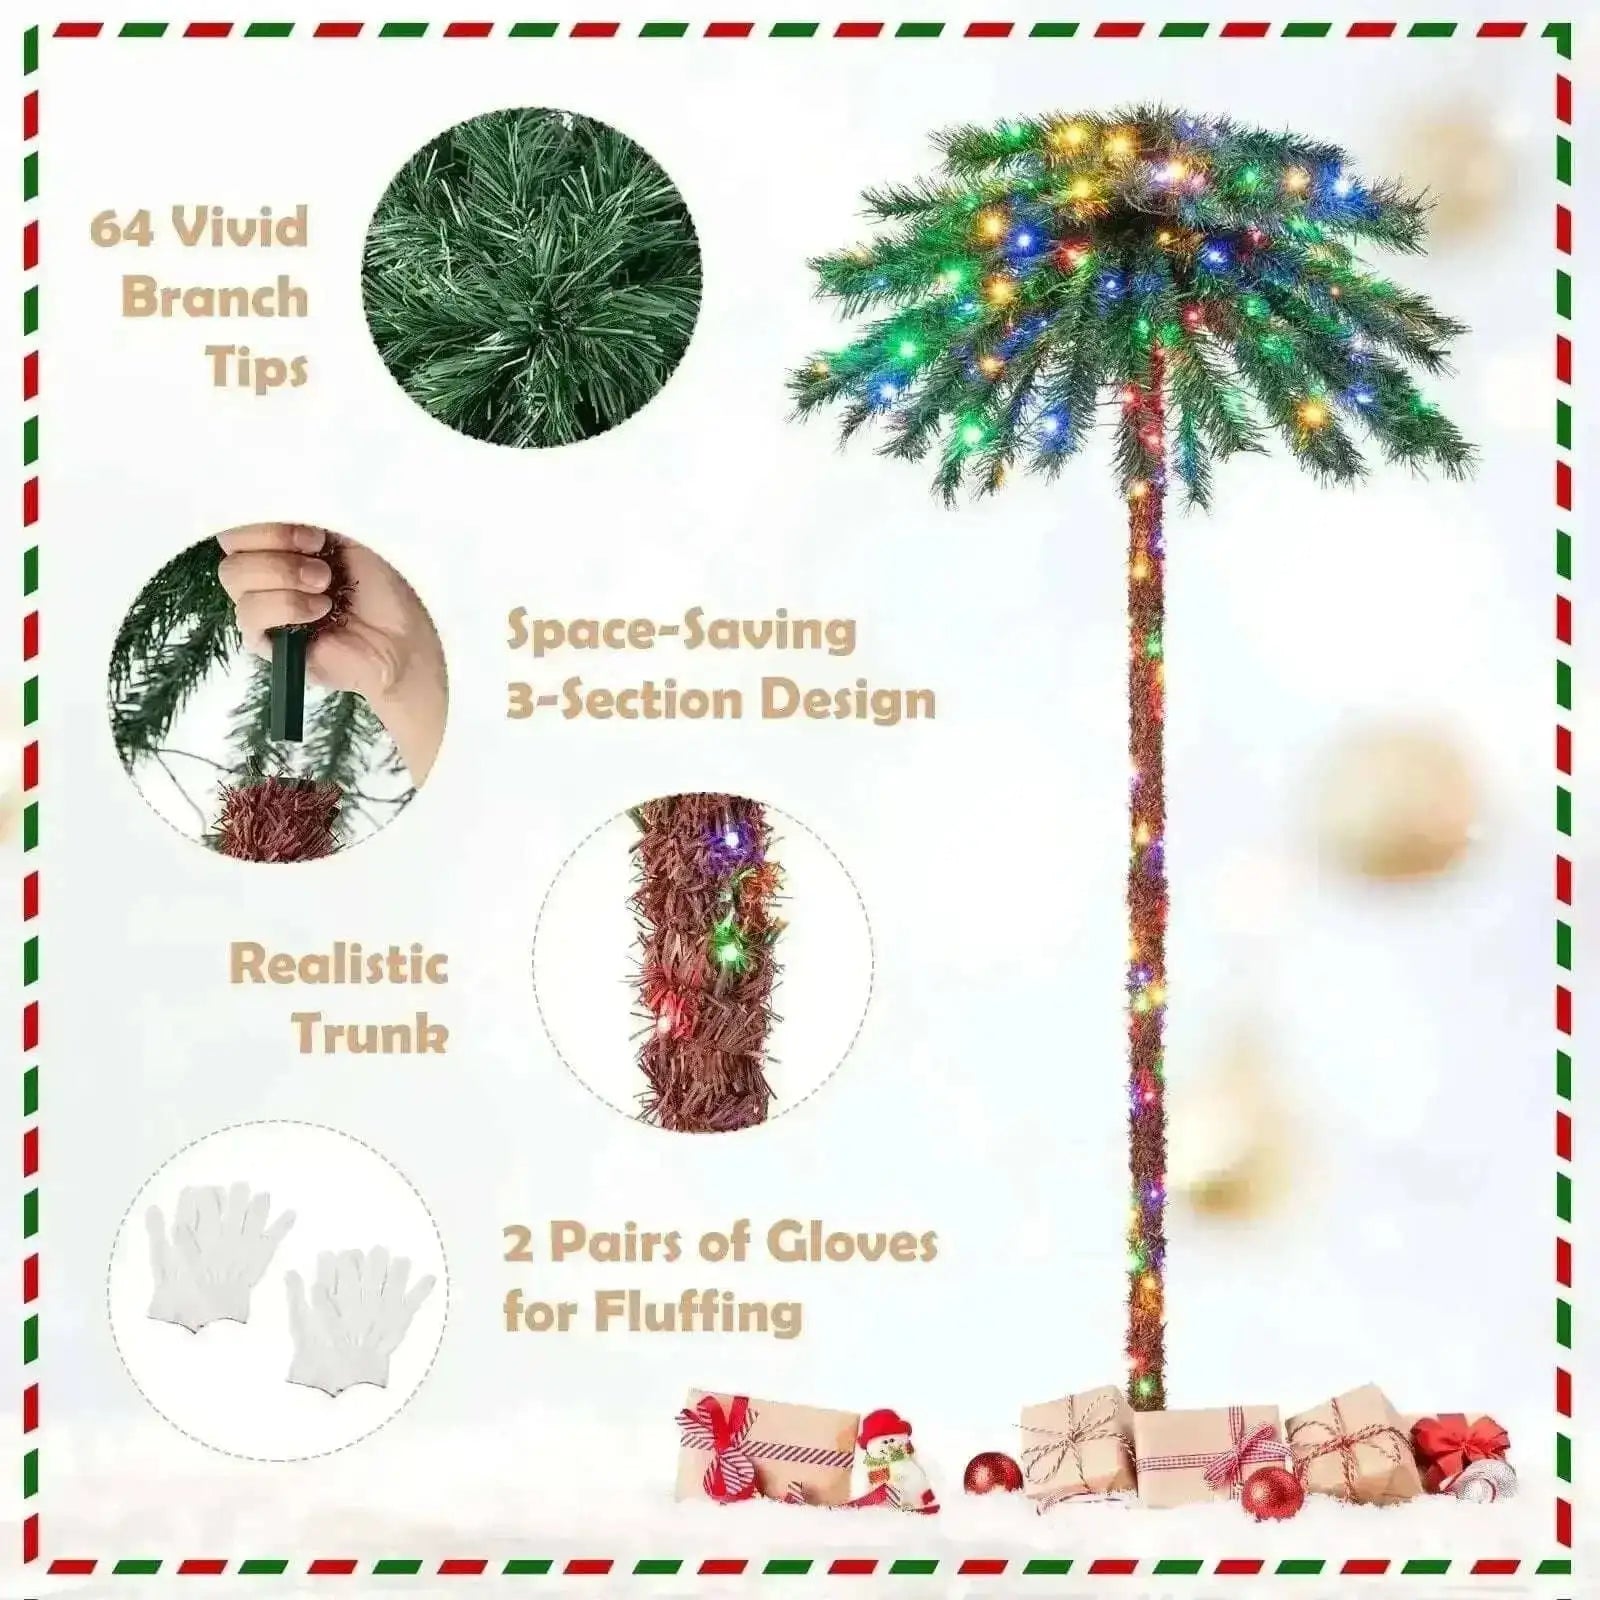 64 Vivid
Branch
Tips
Space-Saving
3-Section Design
Realistic
Trunk
2 Pairs of Gloves
for Fluffing